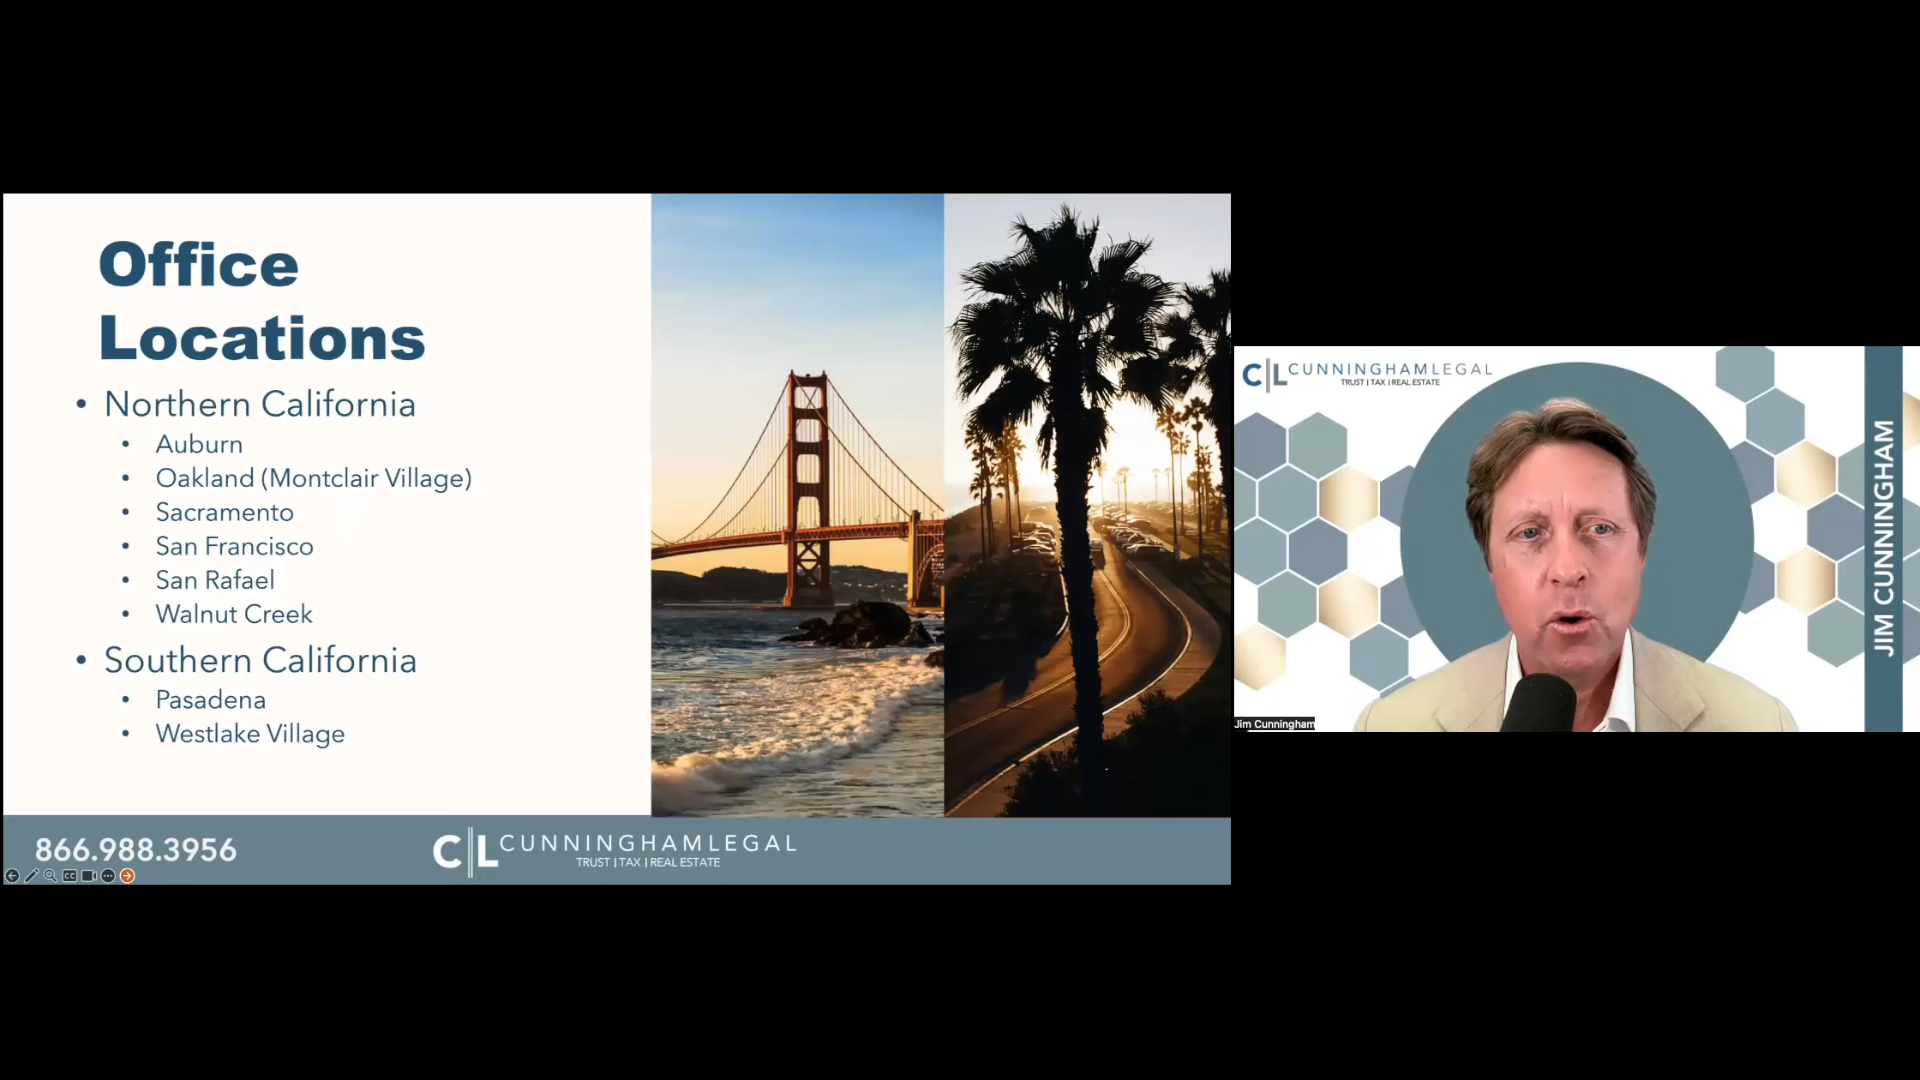 Office
Locations
• Northern California
• Auburn
• Oakland (Montclair Village)
• Sacramento
• San Francisco
• San Rafael
• Walnut Creek
• Southern California
• Pasadena
• Westlake Village
866.988.3956
C|L CUNNINGHAMLEGAL
TRUST | TAX | REAL ESTATE
CC
C|L CUNNINGHAMLEGAL
TRUST | TAX | REAL ESTATE
JIM CUNNINGHAM
Jim Cunningham